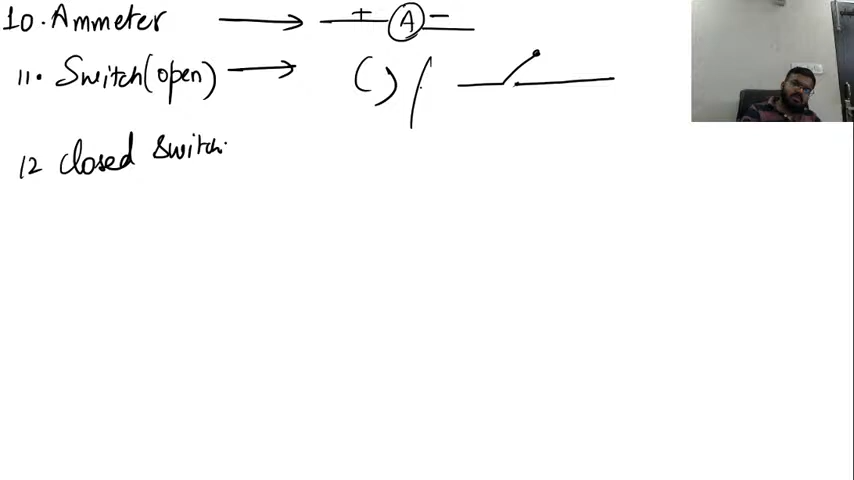 10. Ammeter → + A -
11. Switch (open) → ( ) /
12 closed switch.